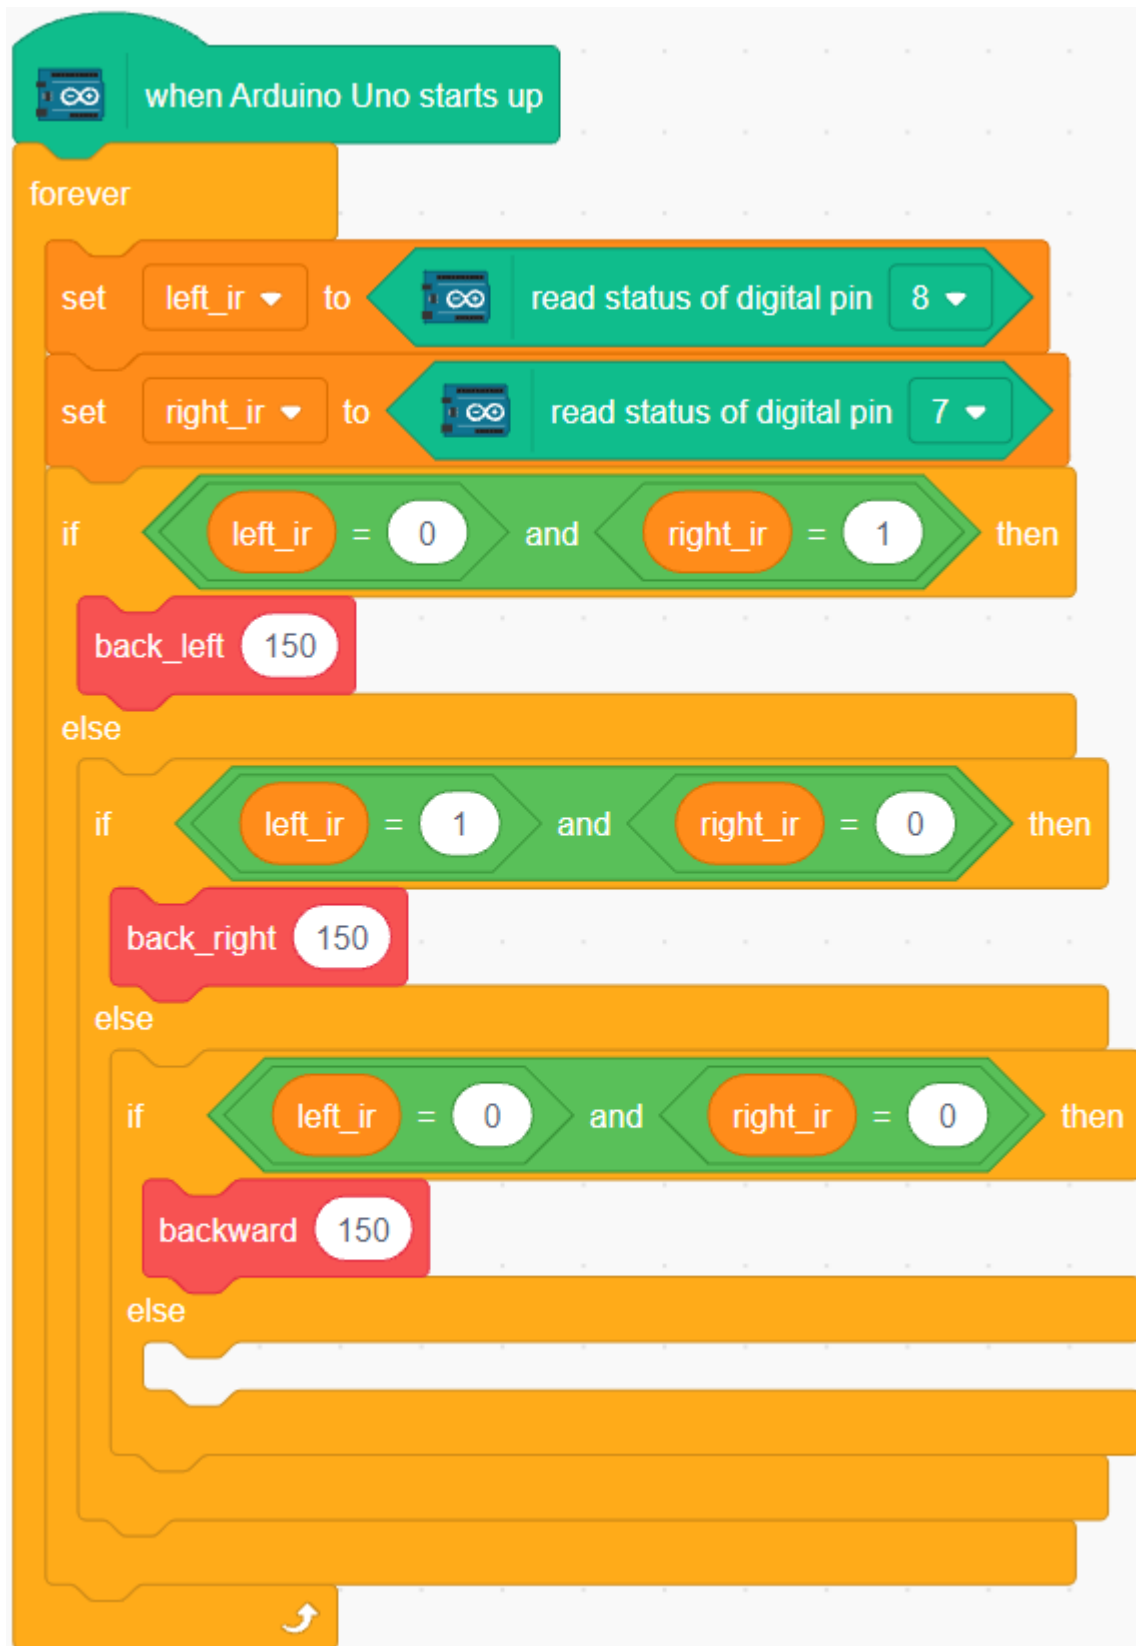 when Arduino Uno starts up
forever
set left_ir to read status of digital pin 8
set right_ir to read status of digital pin 7
if left_ir = 0 and right_ir = 1 then
back_left 150
else
if left_ir = 1 and right_ir = 0 then
back_right 150
else
if left_ir = 0 and right_ir = 0 then
backward 150
else